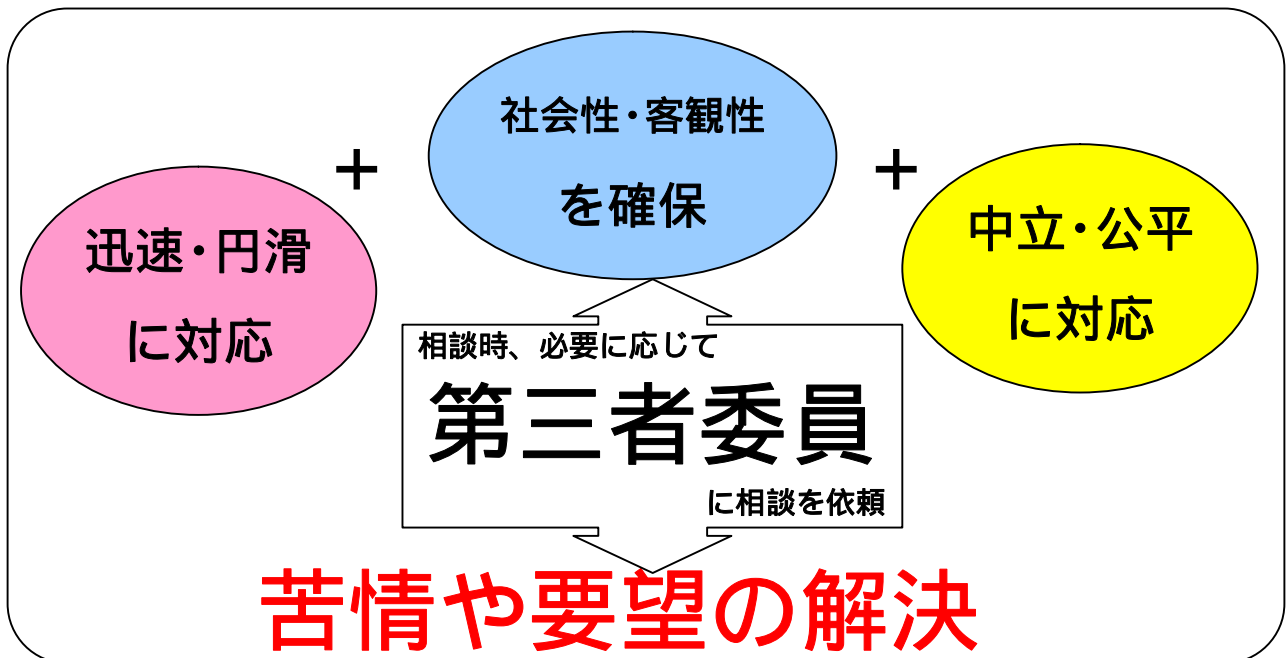 迅速・円滑
に対応
+
社会性・客観性
を確保
+
中立・公平
に対応
相談時、必要に応じて
第三者委員
に相談を依頼
苦情や要望の解決